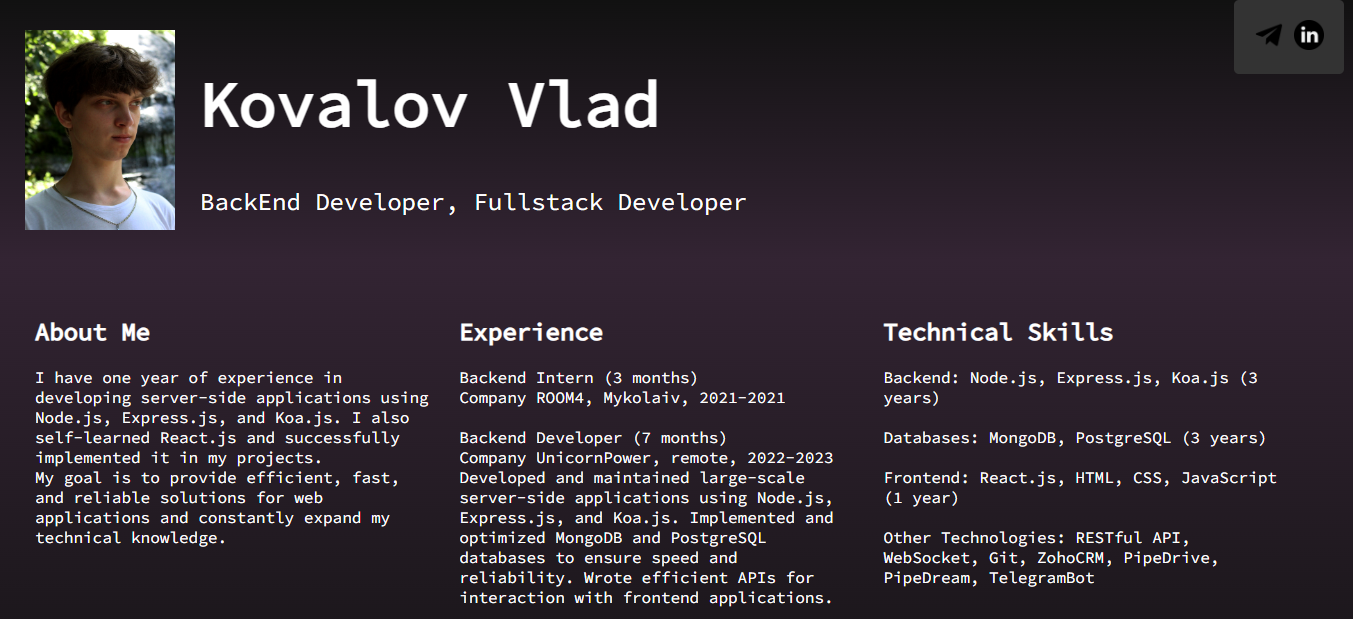 in
Kovalov Vlad
BackEnd Developer, Fullstack Developer
About Me
I have one year of experience in
developing server-side applications using
Node.js, Express.js, and Koa.js. I also
self-learned React.js and successfully
implemented it in my projects.
My goal is to provide efficient, fast,
and reliable solutions for web
applications and constantly expand my
technical knowledge.
Experience
Backend Intern (3 months)
Company ROOM4, Mykolaiv, 2021-2021
Backend Developer (7 months)
Company UnicornPower, remote, 2022-2023
Developed and maintained large-scale
server-side applications using Node.js,
Express.js, and Koa.js. Implemented and
optimized MongoDB and PostgreSQL
databases to ensure speed and
reliability. Wrote efficient APIs for
interaction with frontend applications.
Technical Skills
Backend: Node.js, Express.js, Koa.js (3
years)
Databases: MongoDB, PostgreSQL (3 years)
Frontend: React.js, HTML, CSS, JavaScript
(1 year)
Other Technologies: RESTful API,
WebSocket, Git, ZohoCRM, PipeDrive,
PipeDream, TelegramBot